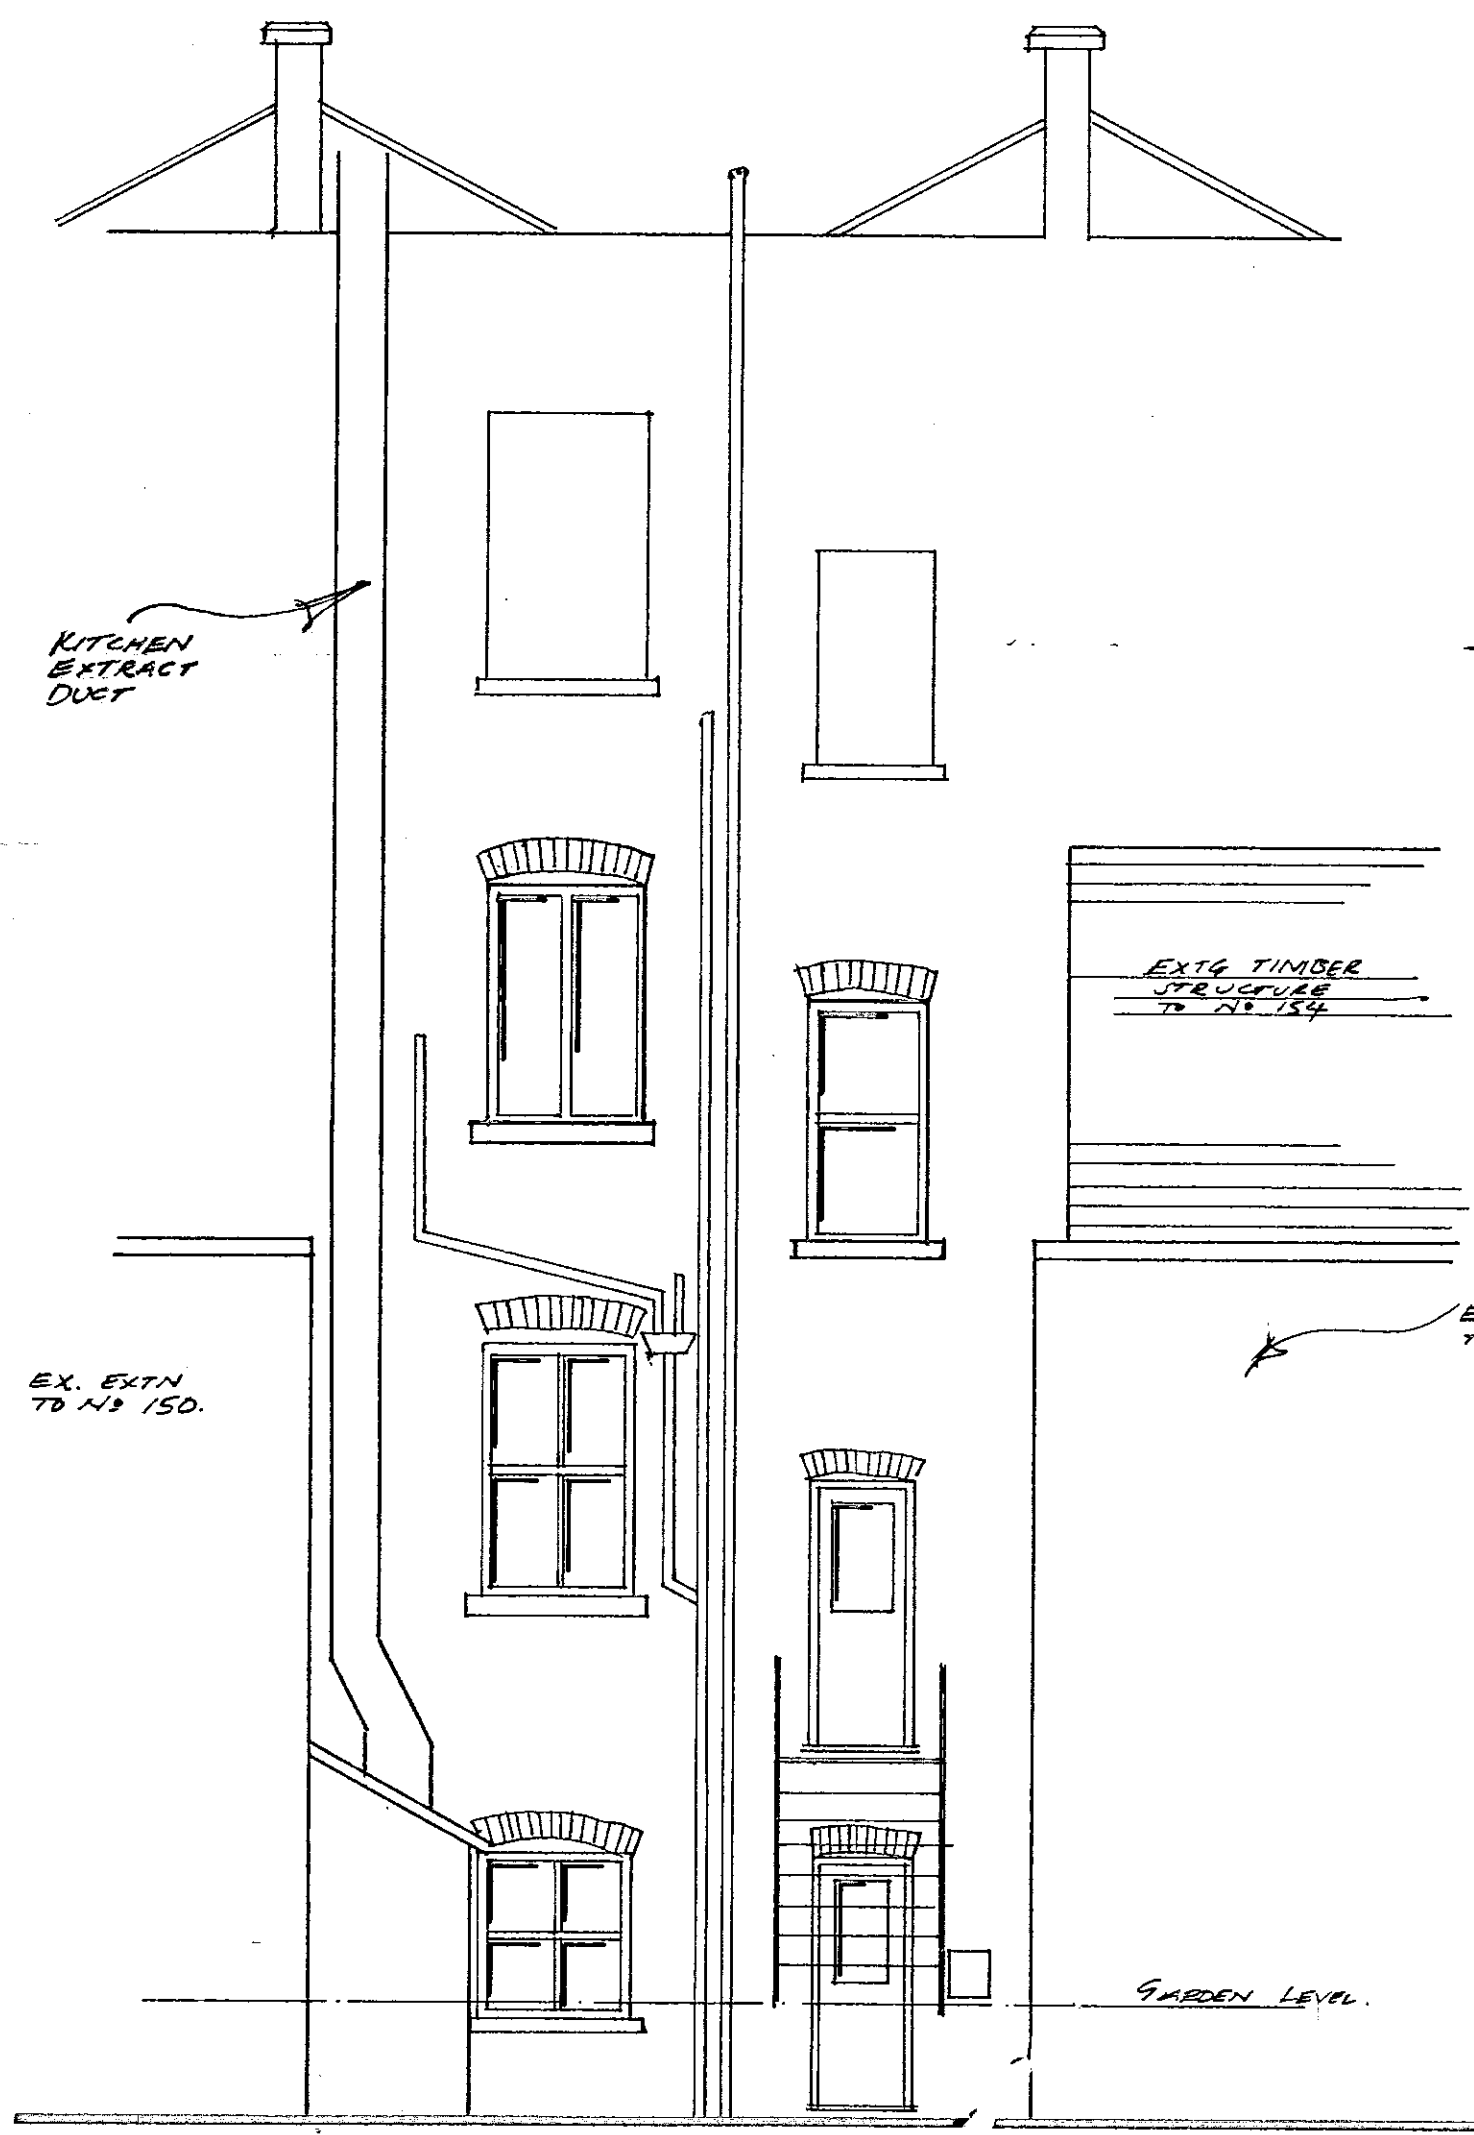 KITCHEN
EXTRACT
DUCT
EXTG TIMBER
STRUCTURE
TO Nº 154
EX. EXTN
TO Nº 150.
GARDEN LEVEL.